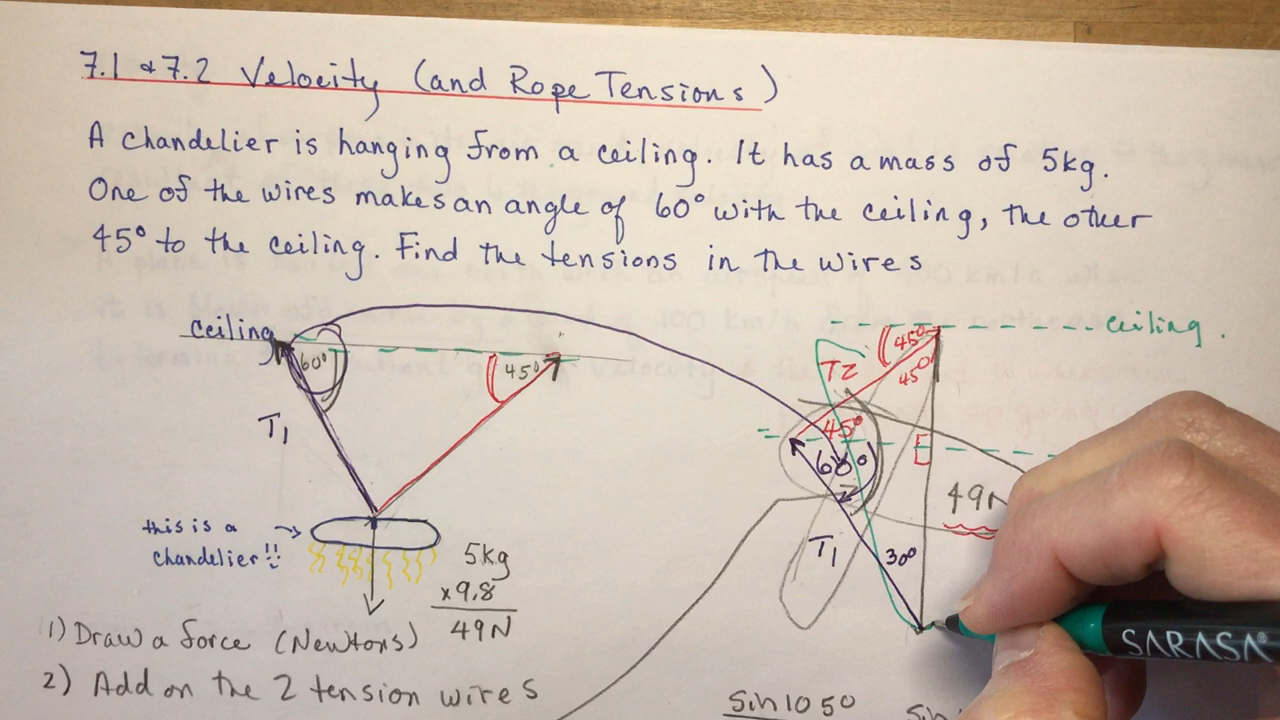 7.1 & 7.2 Velocity (and Rope Tensions)
A chandelier is hanging from a ceiling. It has a mass of 5kg.
One of the wires makes an angle of 60° with the ceiling, the other
45° to the ceiling. Find the tensions in the wires
ceiling
60°
45°
T1
this is a
chandelier!!
5kg
x9.8
49N
1) Draw a force (Newtons)
2) Add on the 2 tension wires
ceiling.
45°
T2
45°
45°
60°
49N
T1
30°
Sin 105°
SARASA